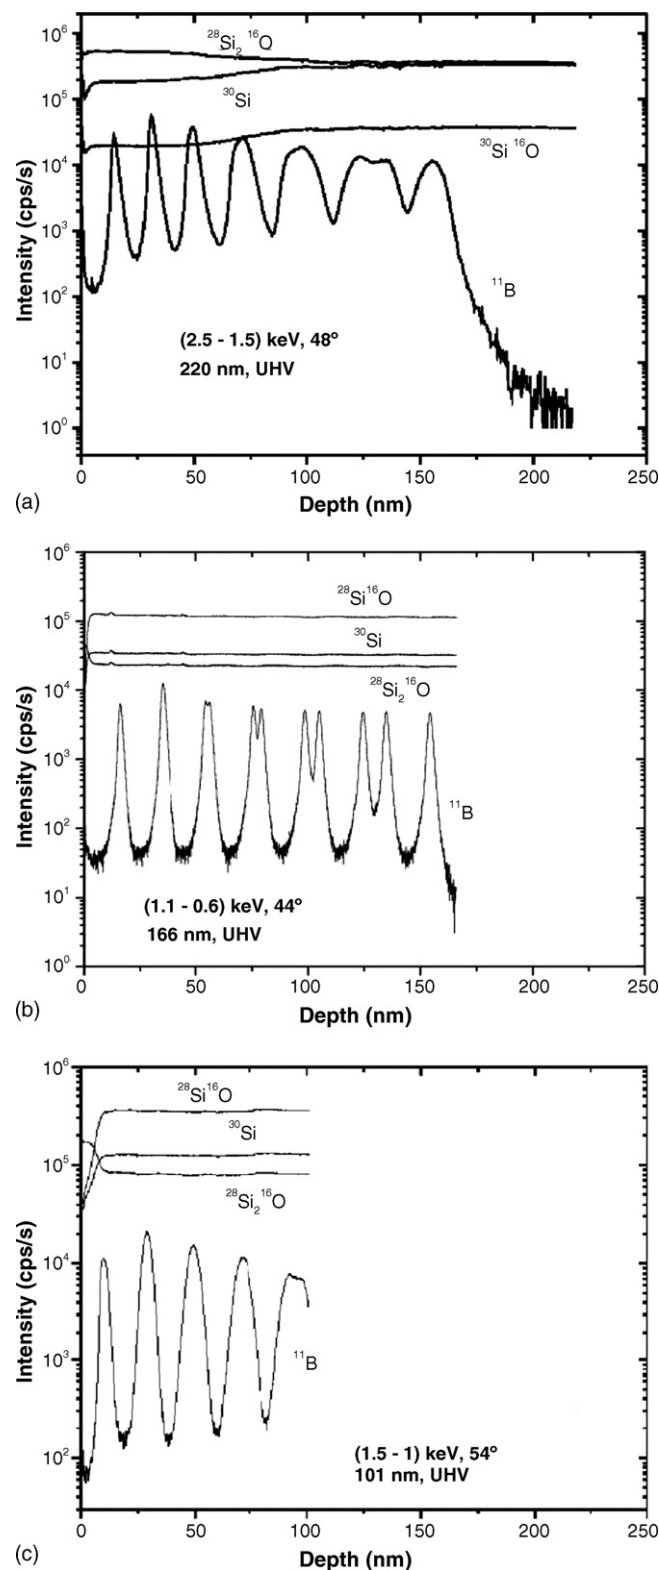 (a)
Intensity (cps/s)
10⁶
10⁵
10⁴
10³
10²
10¹
10⁰
²⁸Si₂¹⁶O
³⁰Si
³⁰Si¹⁶O
¹¹B
(2.5 - 1.5) keV, 48°
220 nm, UHV
0 50 100 150 200 250
Depth (nm)
(b)
Intensity (cps/s)
10⁶
10⁵
10⁴
10³
10²
10¹
10⁰
²⁸Si¹⁶O
³⁰Si
²⁸Si₂¹⁶O
¹¹B
(1.1 - 0.6) keV, 44°
166 nm, UHV
0 50 100 150 200 250
Depth (nm)
(c)
Intensity (cps/s)
10⁶
10⁵
10⁴
10³
10²
²⁸Si¹⁶O
³⁰Si
²⁸Si₂¹⁶O
¹¹B
(1.5 - 1) keV, 54°
101 nm, UHV
0 50 100 150 200 250
Depth (nm)